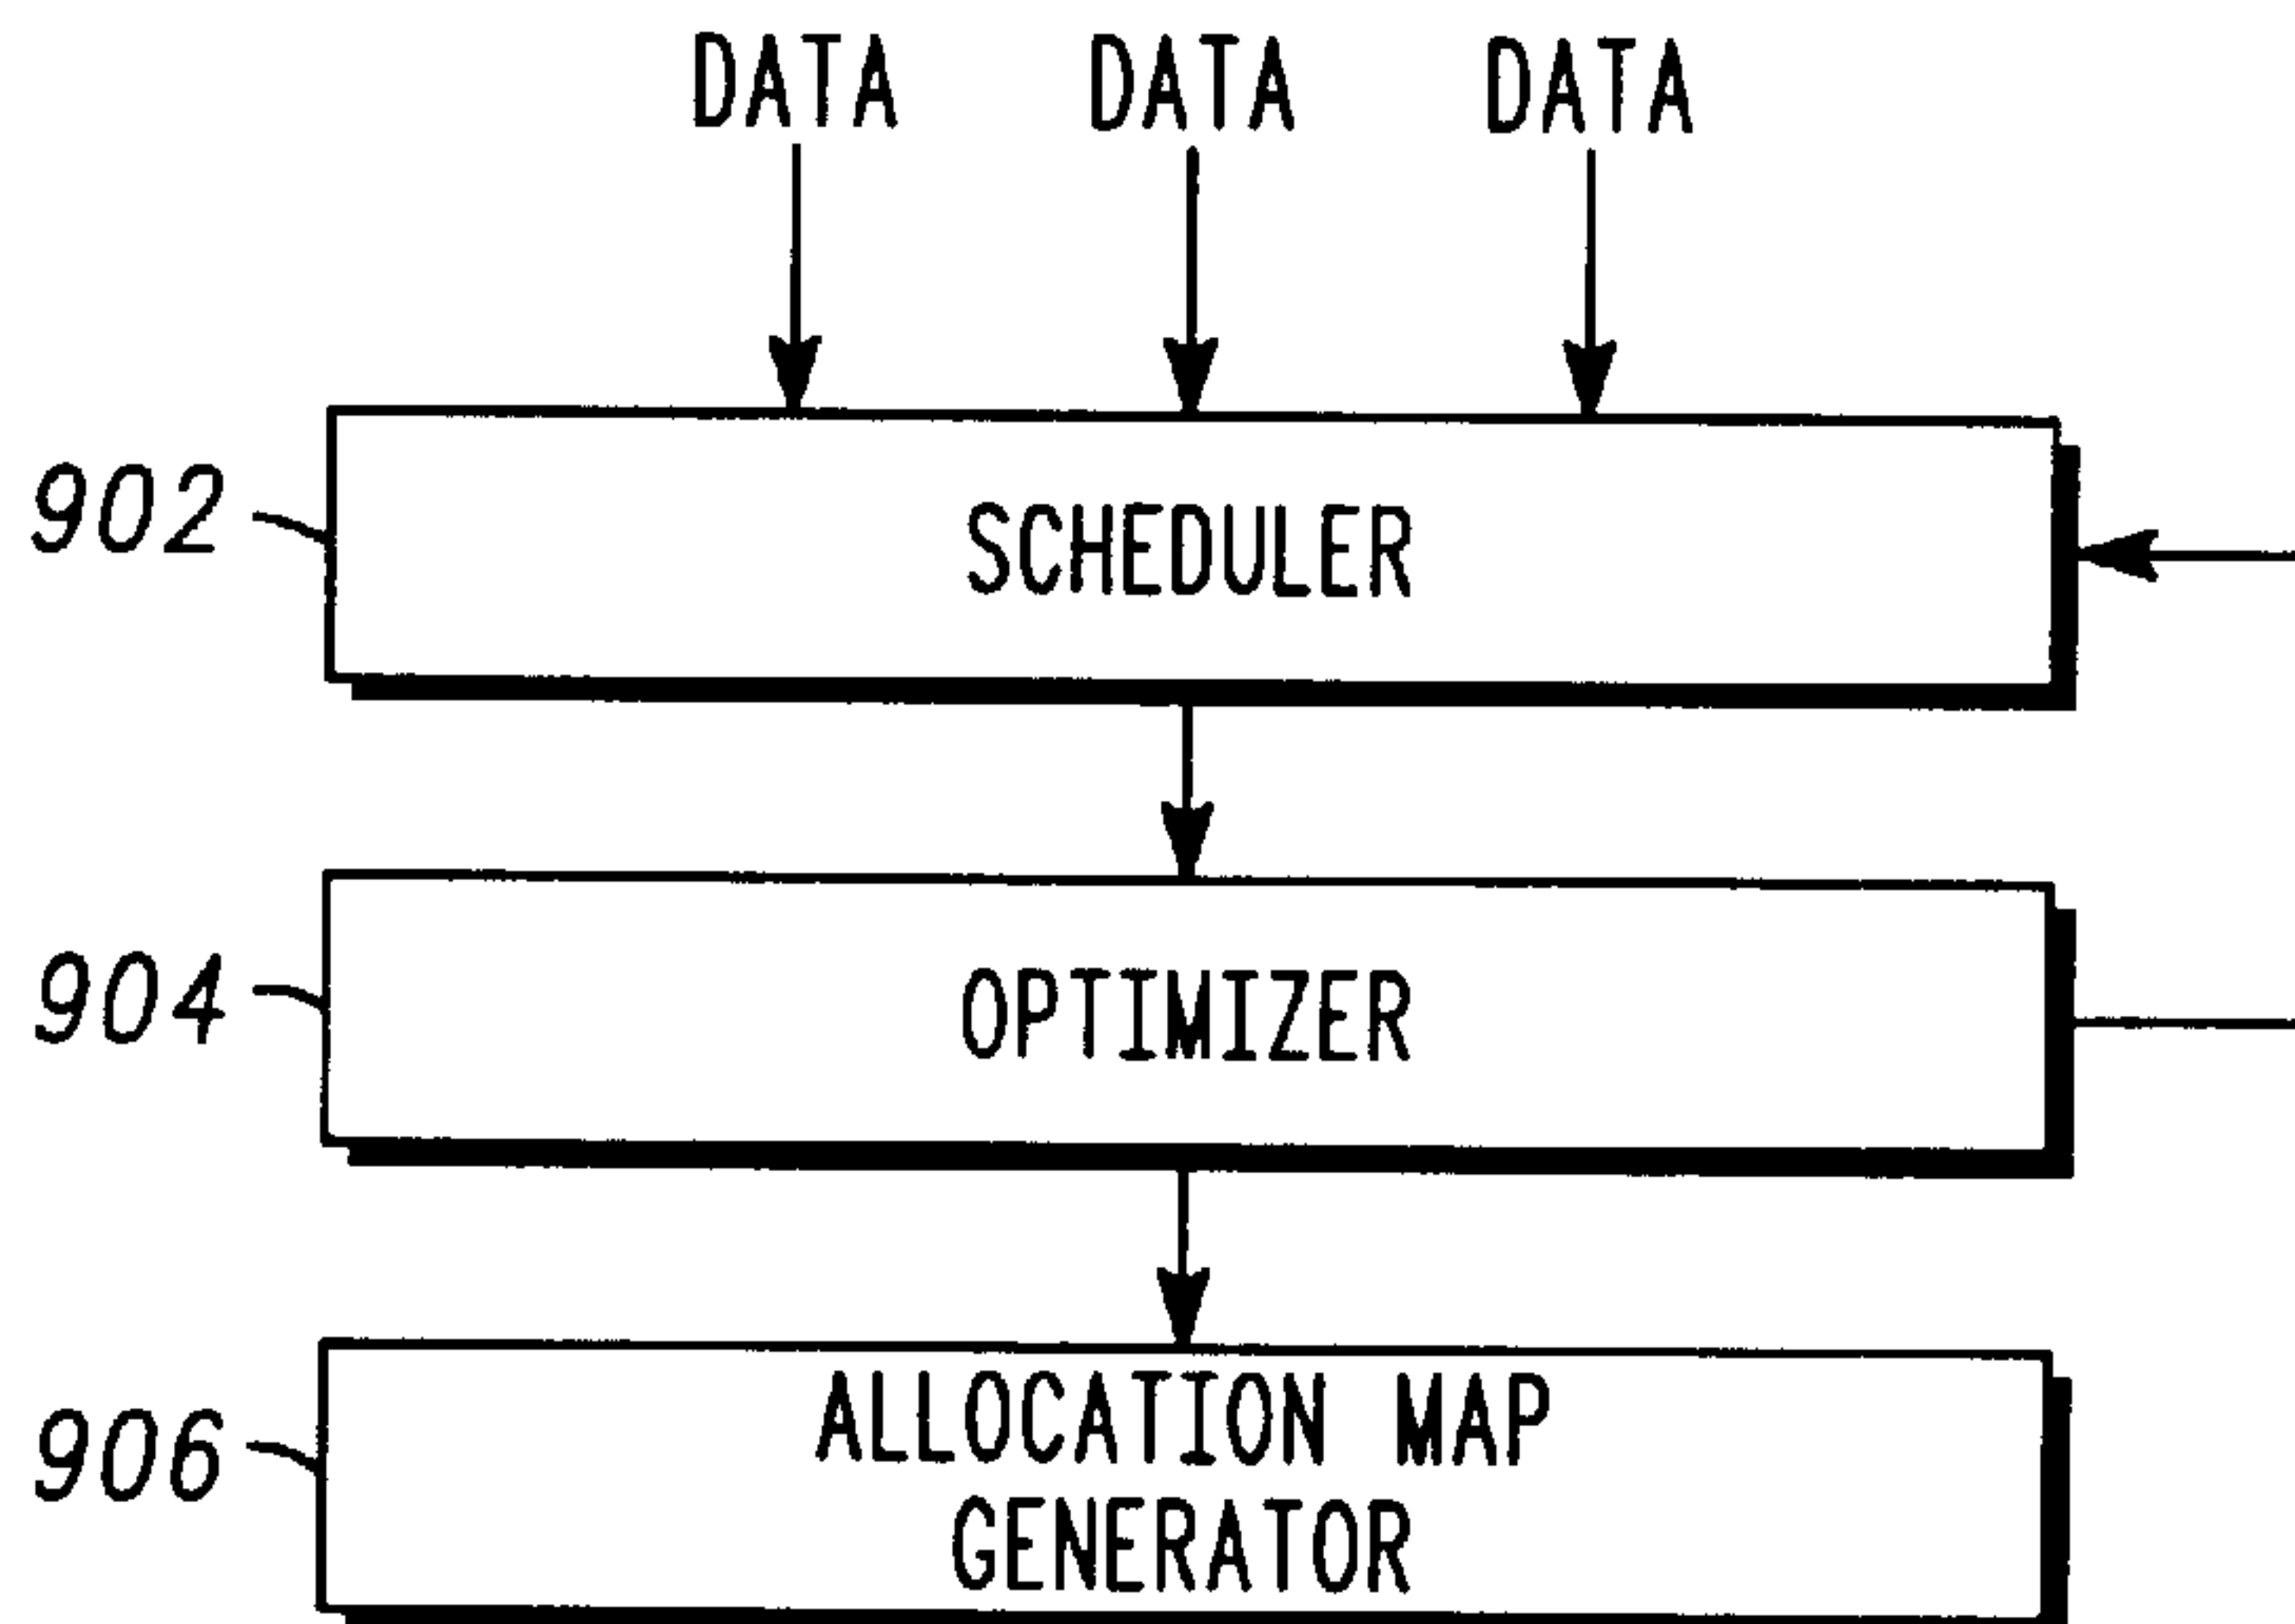 DATA DATA DATA
902
SCHEDULER
904
OPTIMIZER
906
ALLOCATION MAP
GENERATOR